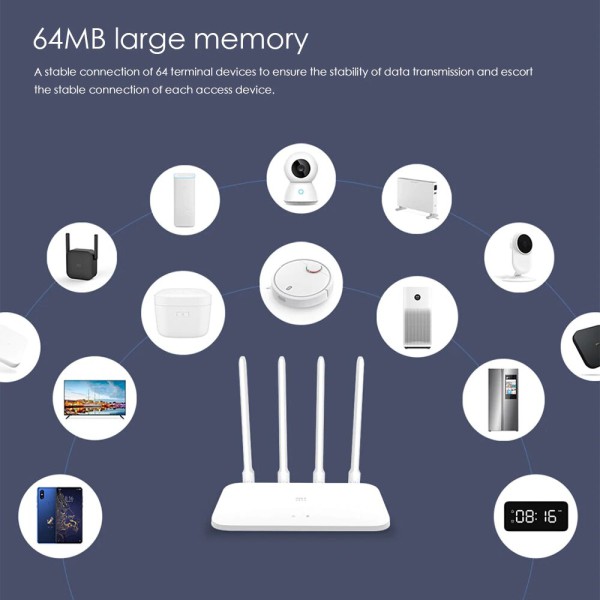 64MB large memory
A stable connection of 64 terminal devices to ensure the stability of data transmission and escort
the stable connection of each access device.
08:16